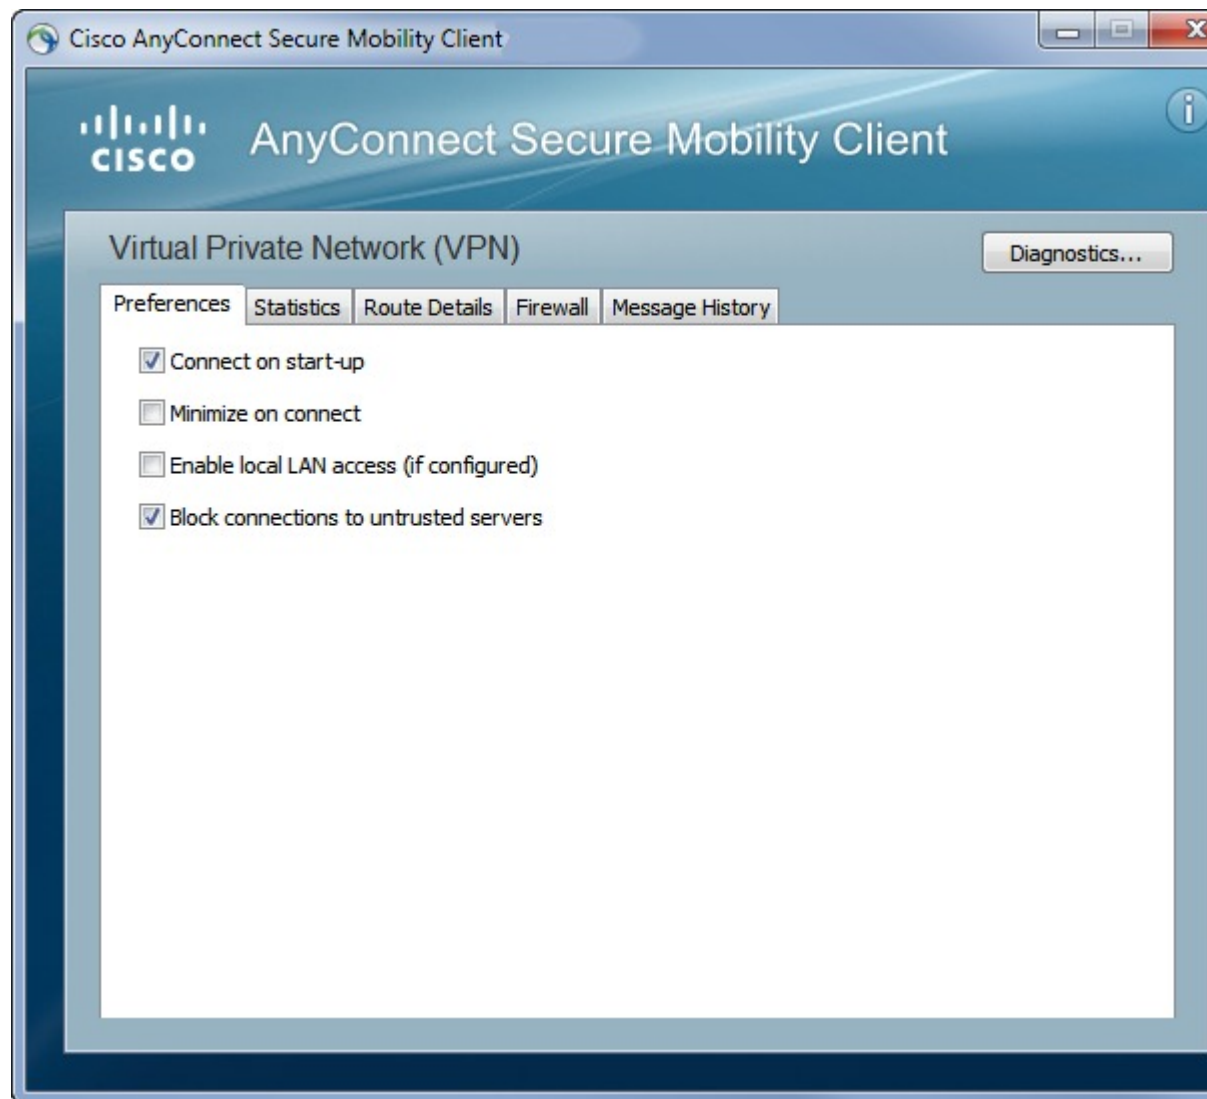 Cisco AnyConnect Secure Mobility Client
CISCO
AnyConnect Secure Mobility Client
i
Virtual Private Network (VPN)
Diagnostics...
Preferences Statistics Route Details Firewall Message History
Connect on start-up
Minimize on connect
Enable local LAN access (if configured)
Block connections to untrusted servers